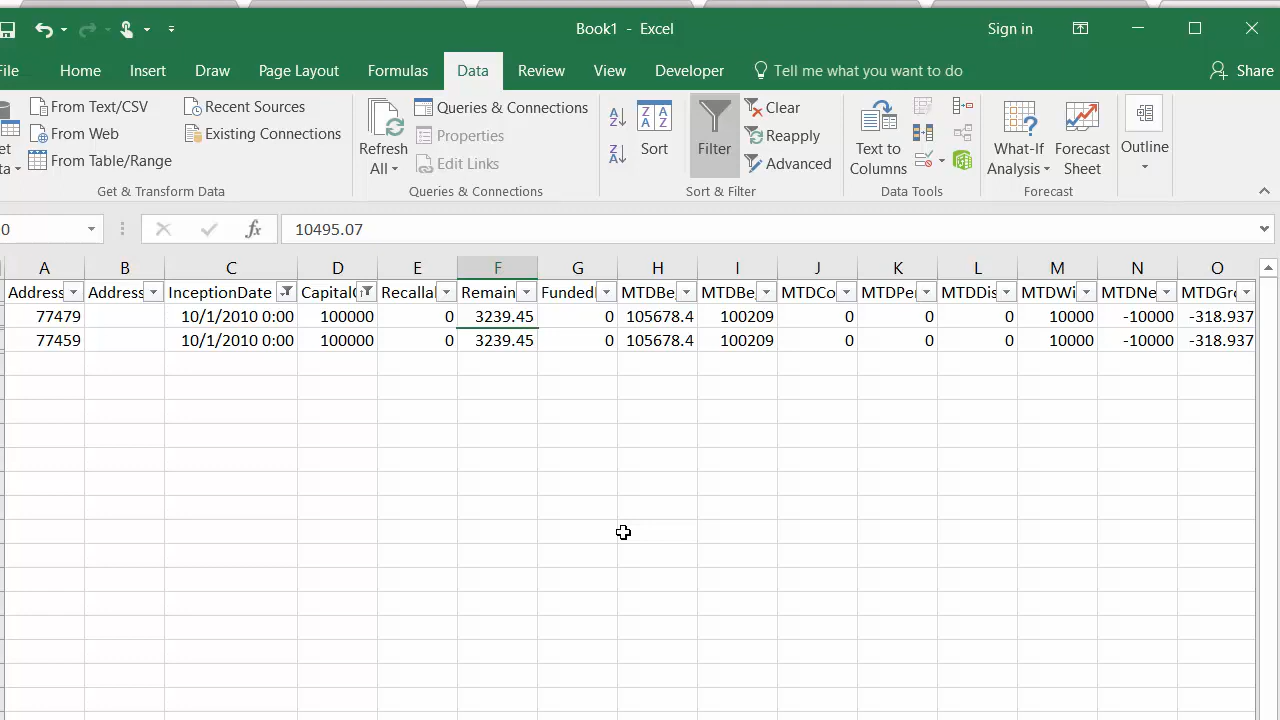 Book1 - Excel
Sign in
File Home Insert Draw Page Layout Formulas Data Review View Developer Tell me what you want to do Share
From Text/CSV
From Web
From Table/Range
Recent Sources
Existing Connections
Get & Transform Data
Refresh
All
Queries & Connections
Properties
Edit Links
Queries & Connections
Sort
Filter
Clear
Reapply
Advanced
Sort & Filter
Text to
Columns
Data Tools
What-If
Analysis
Forecast
Sheet
Forecast
Outline
0 fx 10495.07
A B C D E F G H I J K L M N O
Address Address InceptionDate CapitalC Recallal Remain Funded MTDBe MTDBe MTDCo MTDPe MTDDis MTDWi MTDNe MTDGr
77479 10/1/2010 0:00 100000 0 3239.45 0 105678.4 100209 0 0 0 10000 -10000 -318.937
77459 10/1/2010 0:00 100000 0 3239.45 0 105678.4 100209 0 0 0 10000 -10000 -318.937